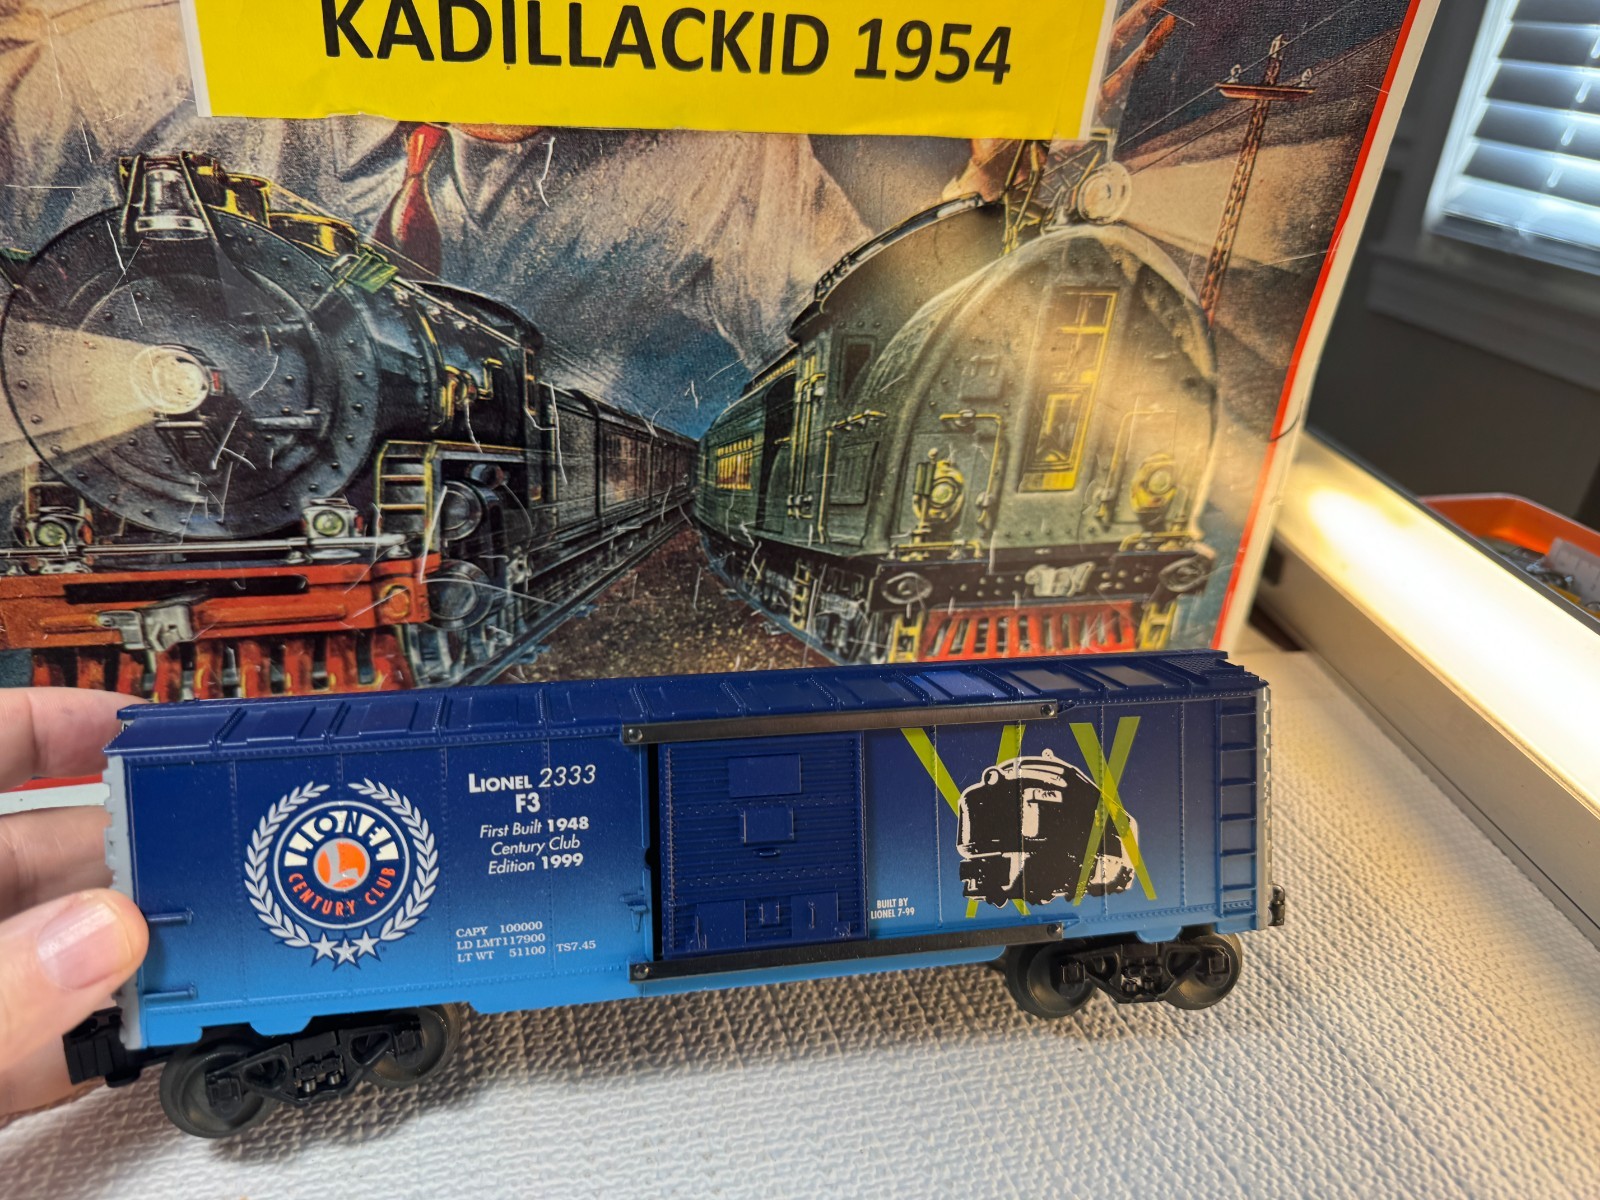 KADILLACKID 1954
LIONEL
CENTURY CLUB
LIONEL 2333
F3
First Built 1948
Century Club
Edition 1999
CAPY 100000
LD LMT 117900
LT WT 51100 TS7.45
BUILT BY
LIONEL 7-99